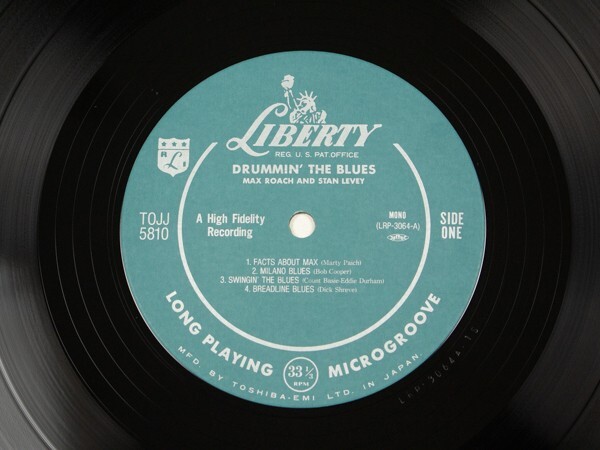 LIBERTY
REG. U. S. PAT. OFFICE
DRUMMIN' THE BLUES
MAX ROACH AND STAN LEVEY
TOJJ
5810
A High Fidelity
Recording
MONO
(LRP-3064-A)
SIDE
ONE
1. FACTS ABOUT MAX (Marty Paich)
2. MILANO BLUES (Bob Cooper)
3. SWINGIN' THE BLUES (Count Basie-Eddie Durham)
4. BREADLINE BLUES (Dick Shreve)
LONG PLAYING 33 1/3 RPM MICROGROOVE
MFD. BY TOSHIBA-EMI LTD. IN JAPAN.